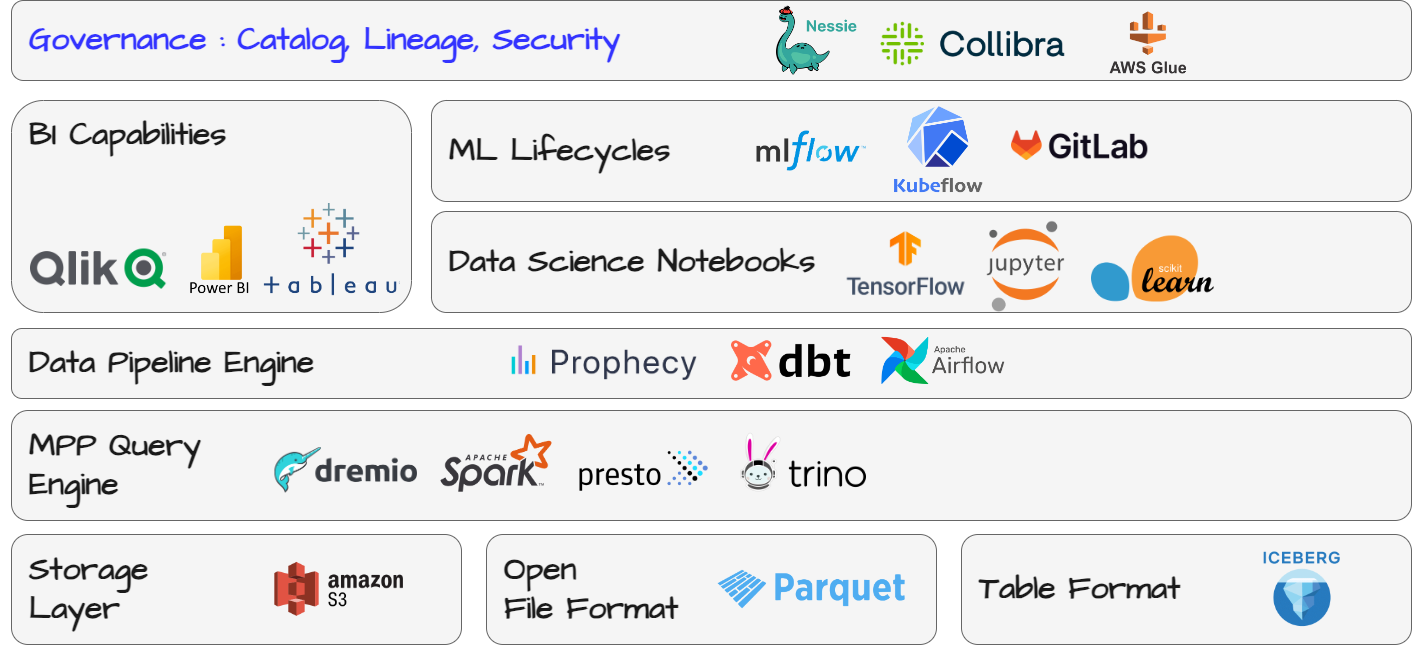 Governance : Catalog, Lineage, Security
Nessie
Collibra
AWS Glue
BI Capabilities
Qlik
Power BI
+ a b l e a u
ML Lifecycles
mlflow
Kubeflow
GitLab
Data Science Notebooks
TensorFlow
jupyter
scikit
learn
Data Pipeline Engine
Prophecy
dbt
Apache
Airflow
MPP Query
Engine
dremio
APACHE
Spark
presto
trino
Storage
Layer
amazon
S3
Open
File Format
Parquet
Table Format
ICEBERG